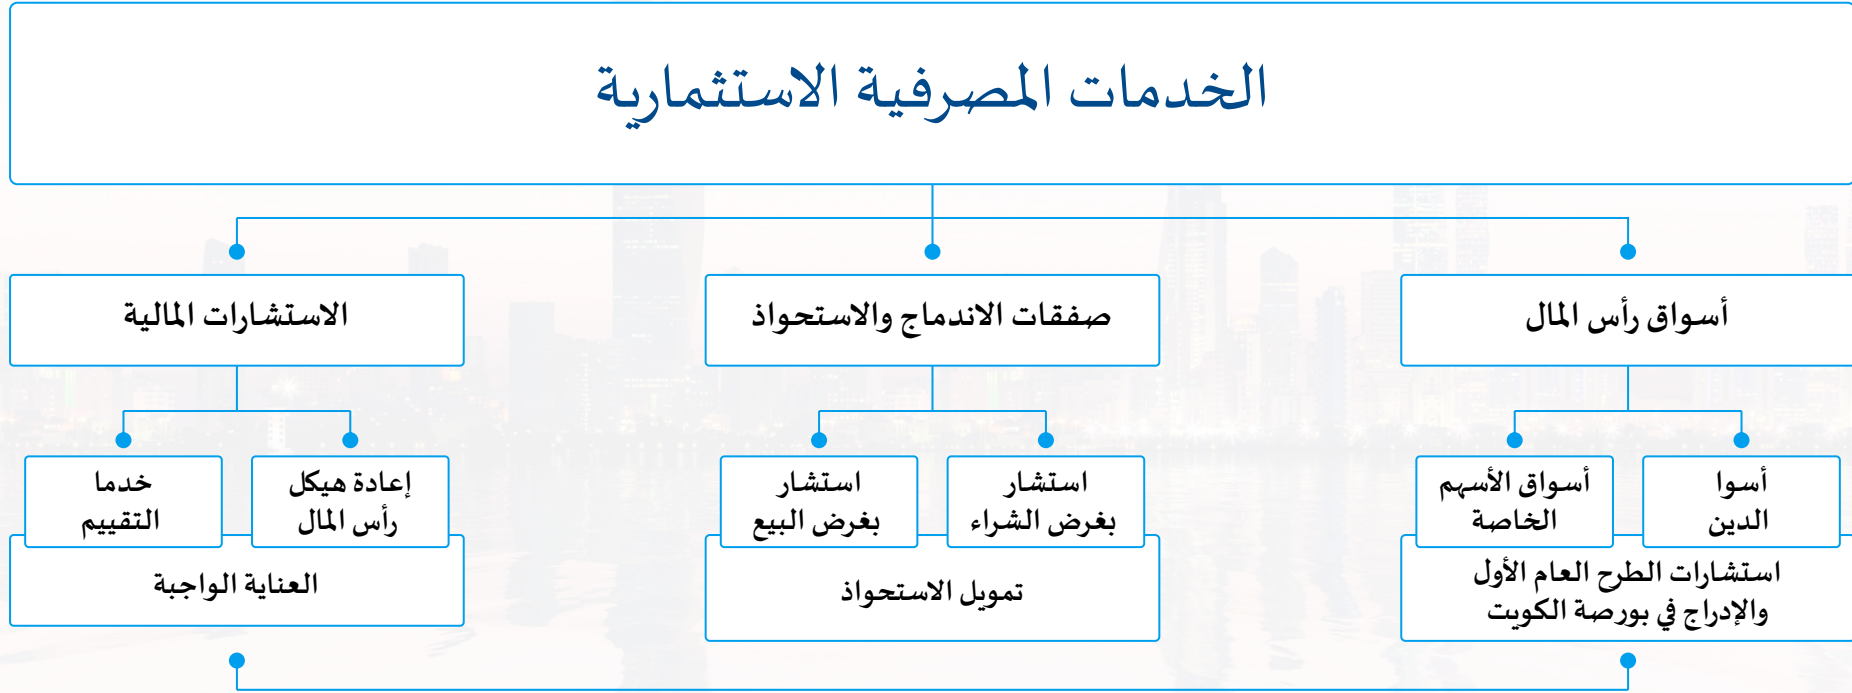 الخدمات المصرفية الاستثمارية
أسواق رأس المال
صفقات الاندماج والاستحواذ
الاستشارات المالية
أسوا
الدين
أسواق الأسهم
الخاصة
استشارات الطرح العام الأول
والإدراج في بورصة الكويت
استشار
بغرض الشراء
استشار
بغرض البيع
تمويل الاستحواذ
إعادة هيكل
رأس المال
خدما
التقييم
العناية الواجبة